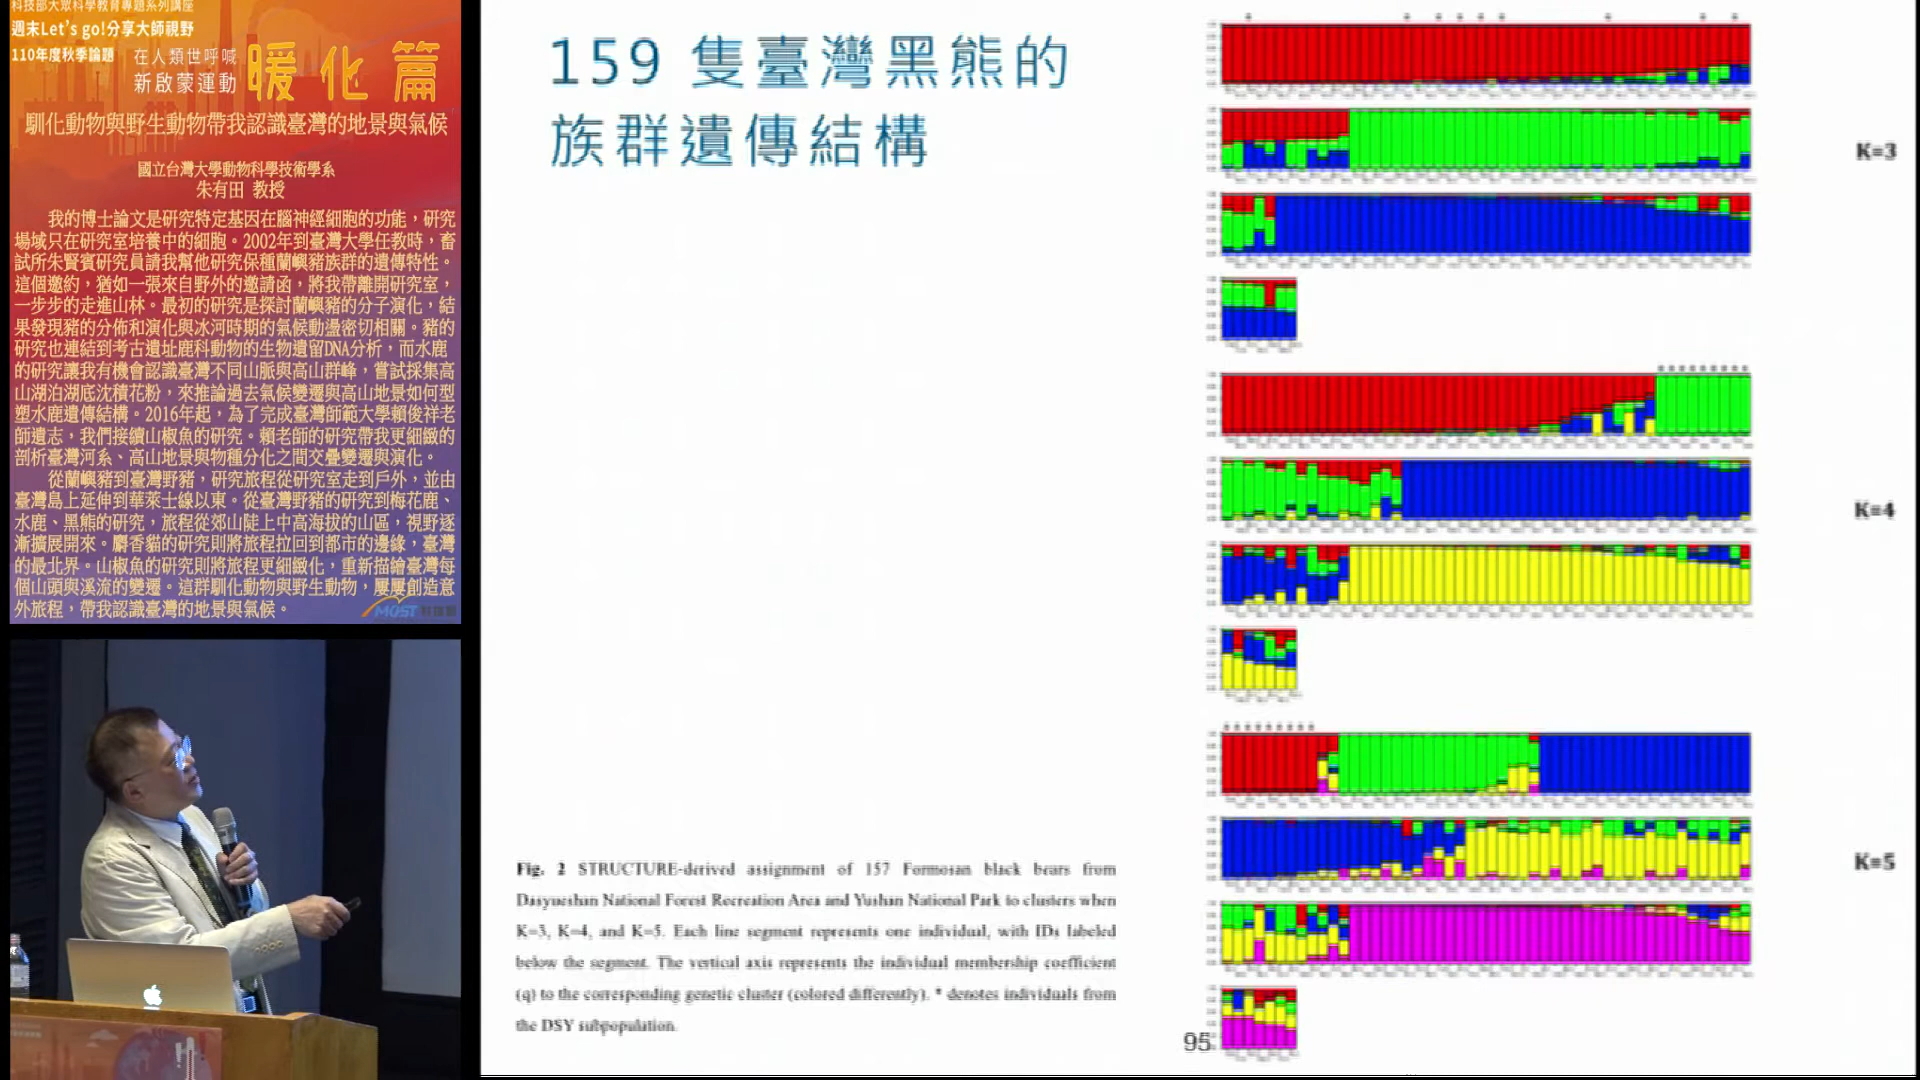 科技部大眾科學教育專題系列講座
週末Let's go!分享大師視野
110年度秋季論題
在人類世呼喊
新啟蒙運動
暖化篇
馴化動物與野生動物帶我認識臺灣的地景與氣候
國立台灣大學動物科學技術學系
朱有田 教授
我的博士論文是研究特定基因在腦神經細胞的功能，研究
場域只在研究室培養中的細胞。2002年到臺灣大學任教時，畜
試所朱賢賓研究員請我幫他研究保種蘭嶼豬族群的遺傳特性。
這個邀約，猶如一張來自野外的邀請函，將我帶離開研究室，
一步步的走進山林。最初的研究是探討蘭嶼豬的分子演化，結
果發現豬的分佈和演化與冰河時期的氣候動盪密切相關。豬的
研究也連結到考古遺址鹿科動物的生物遺留DNA分析，而水鹿
的研究讓我有機會認識臺灣不同山脈與高山群峰，嘗試採集高
山湖泊湖底沈積花粉，來推論過去氣候變遷與高山地景如何型
塑水鹿遺傳結構。2016年起，為了完成臺灣師範大學賴俊祥老
師遺志，我們接續山椒魚的研究。賴老師的研究帶我更細緻的
剖析臺灣河系、高山地景與物種分化之間交疊變遷與演化。
從蘭嶼豬到臺灣野豬，研究旅程從研究室走到戶外，並由
臺灣島上延伸到華萊士線以東。從臺灣野豬的研究到梅花鹿、
水鹿、黑熊的研究，旅程從郊山陡上中高海拔的山區，視野逐
漸擴展開來。麝香貓的研究則將旅程拉回到都市的邊緣，臺灣
的最北界。山椒魚的研究則將旅程更細緻化，重新描繪臺灣每
個山頭與溪流的變遷。這群馴化動物與野生動物，屢屢創造意
外旅程，帶我認識臺灣的地景與氣候。
MOST 科技部
159 隻臺灣黑熊的
族群遺傳結構
K=3
K=4
K=5
Fig. 2 STRUCTURE-derived assignment of 157 Formosan black bears from
Dasyueshan National Forest Recreation Area and Yushan National Park to clusters when
K=3, K=4, and K=5. Each line segment represents one individual, with IDs labeled
below the segment. The vertical axis represents the individual membership coefficient
(q) to the corresponding genetic cluster (colored differently). * denotes individuals from
the DSY subpopulation.
95